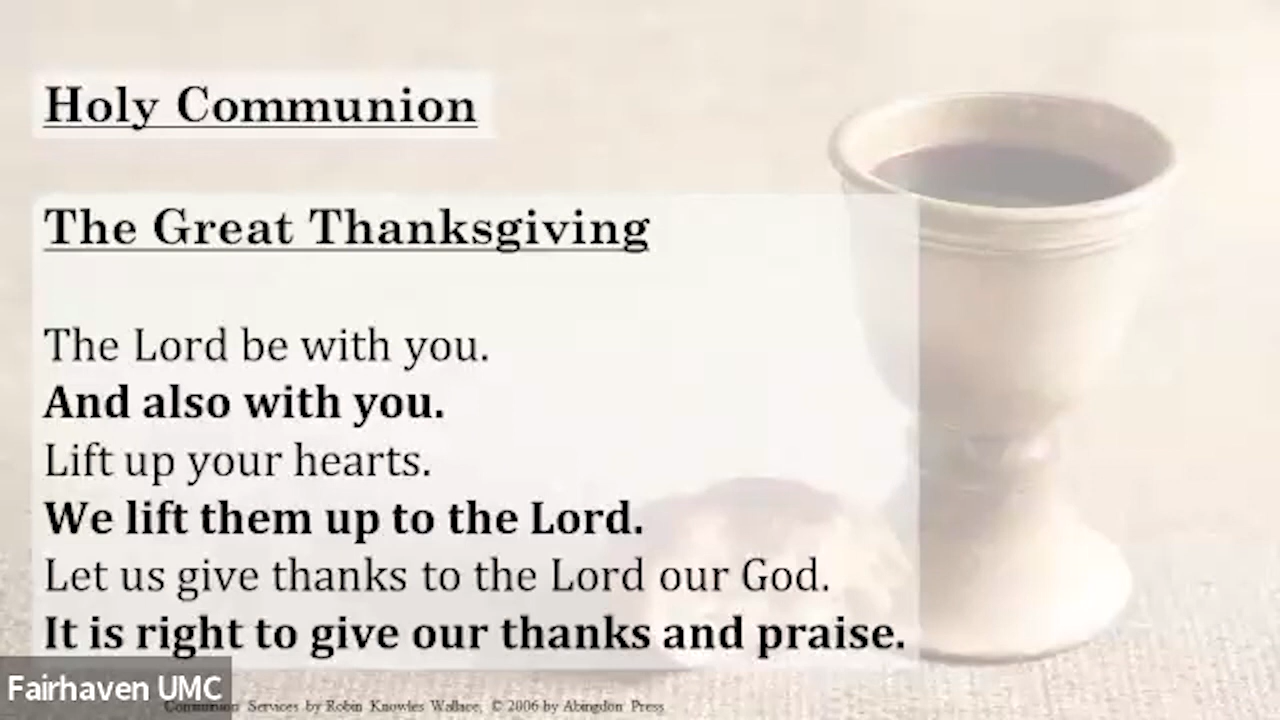 Holy Communion
The Great Thanksgiving
The Lord be with you.
And also with you.
Lift up your hearts.
We lift them up to the Lord.
Let us give thanks to the Lord our God.
It is right to give our thanks and praise.
Fairhaven UMC
Communion Services by Robin Knowles Wallace, © 2006 by Abingdon Press